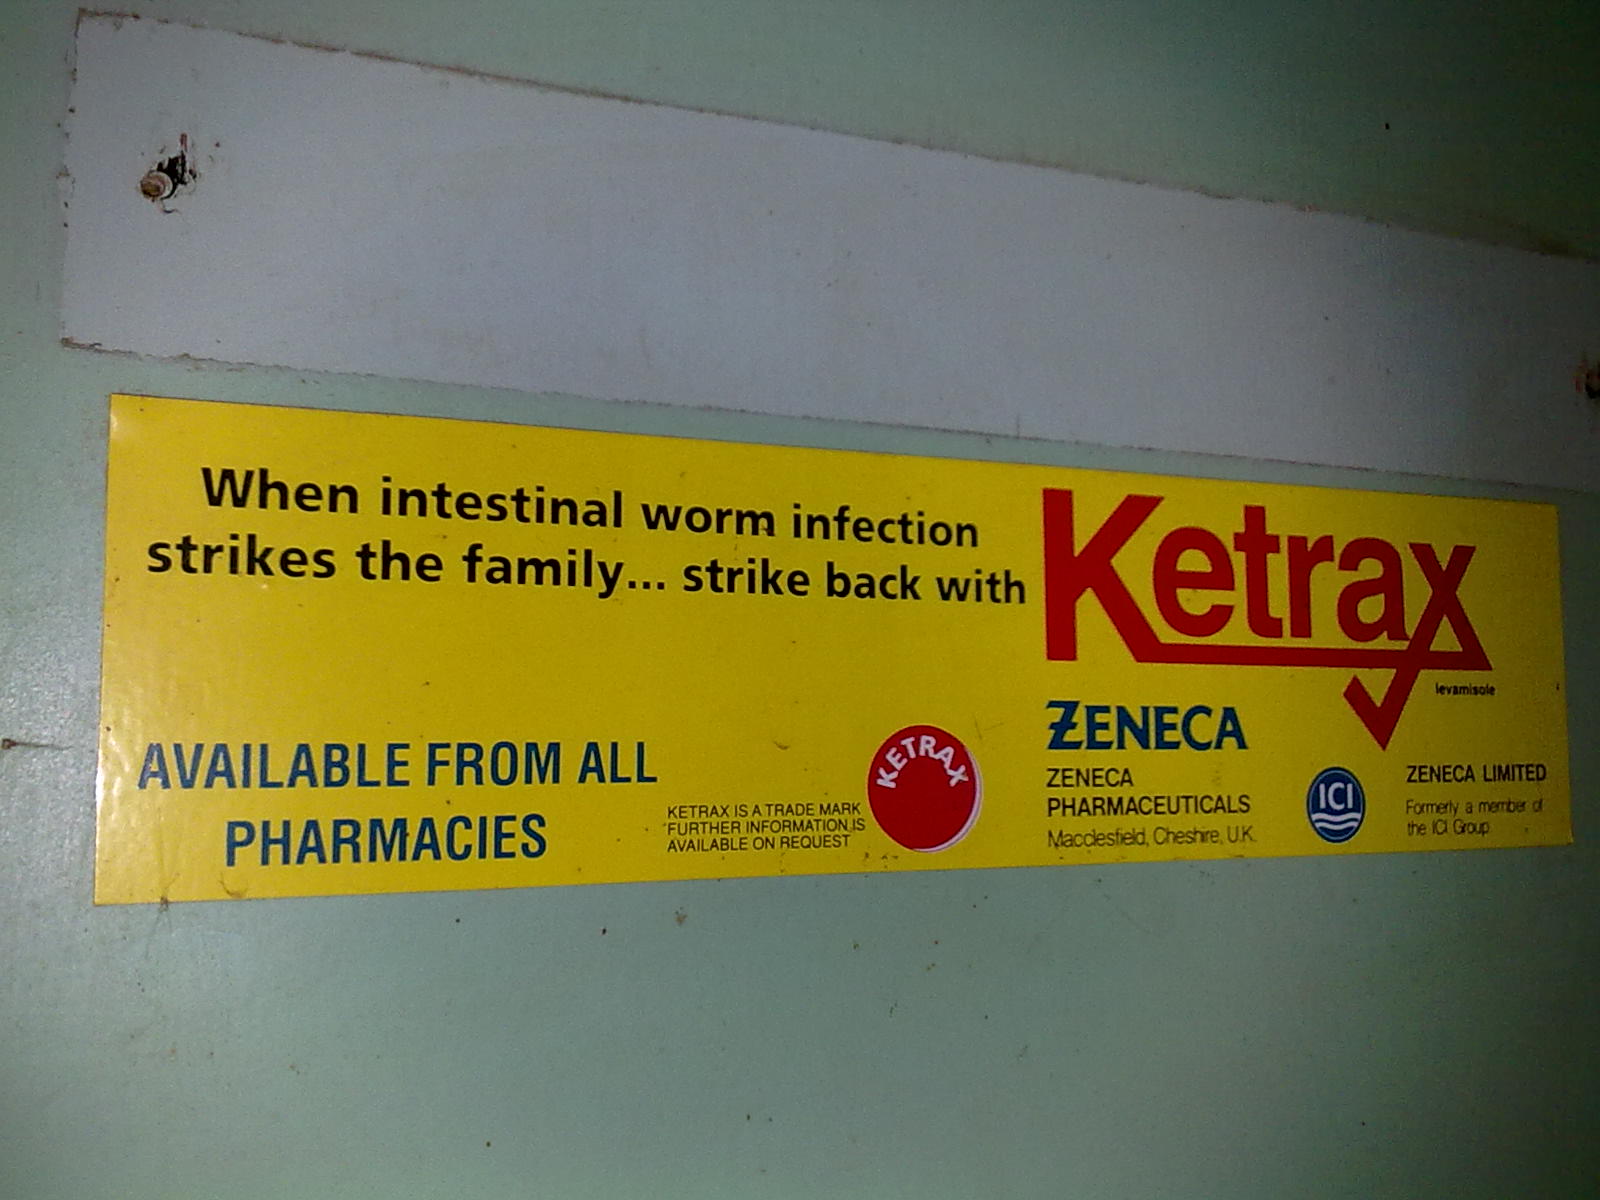 When intestinal worm infection
strikes the family... strike back with
Ketrax
levamisole
AVAILABLE FROM ALL
PHARMACIES
KETRAX IS A TRADE MARK
FURTHER INFORMATION IS
AVAILABLE ON REQUEST
KETRAX
ZENECA
ZENECA
PHARMACEUTICALS
Macclesfield, Cheshire, U.K.
ICI
ZENECA LIMITED
Formerly a member of
the ICI Group